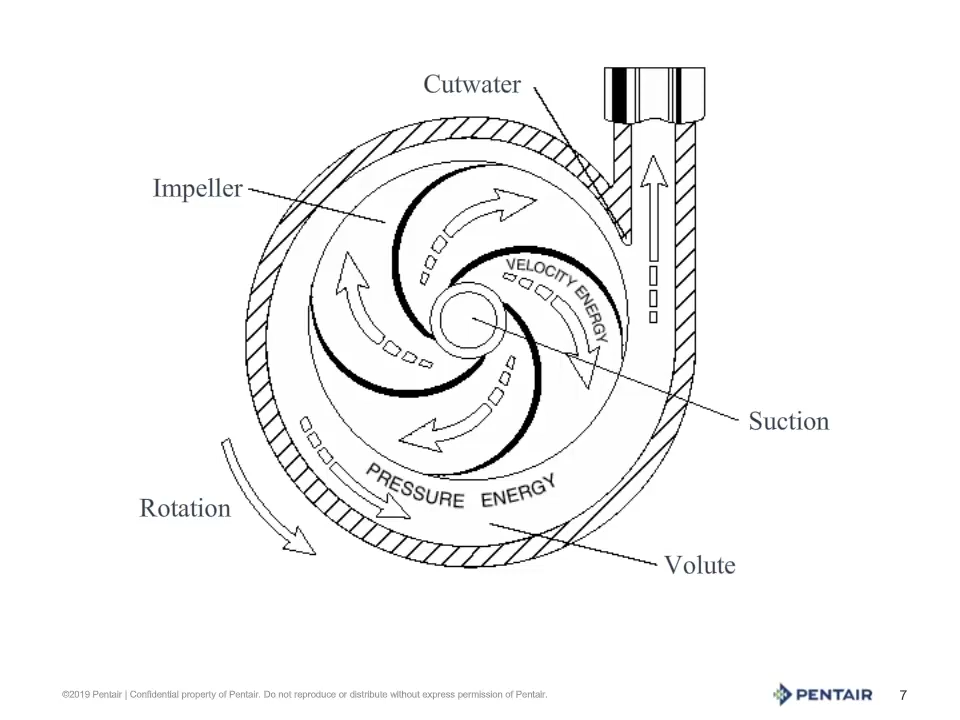 Cutwater
Impeller
VELOCITY ENERGY
Suction
PRESSURE ENERGY
Rotation
Volute
©2019 Pentair | Confidential property of Pentair. Do not reproduce or distribute without express permission of Pentair.
PENTAIR
7